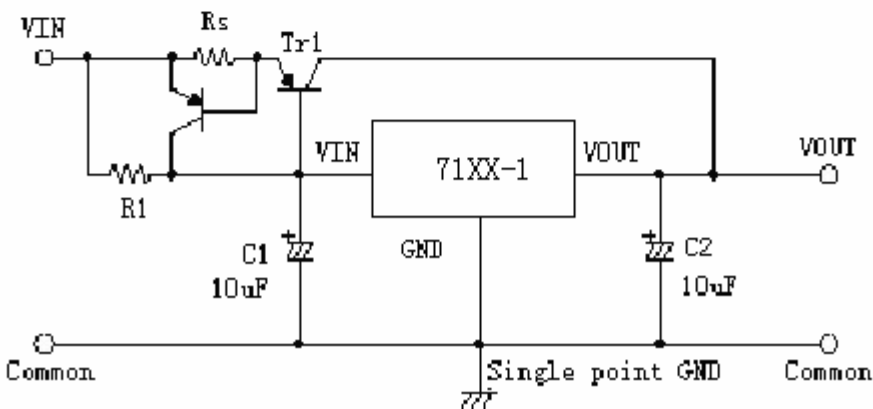 VIN
Rs
Tr1
VIN
71XX-1
VOUT
VOUT
R1
C1
10uF
GND
C2
10uF
Common
Single point GND
Common